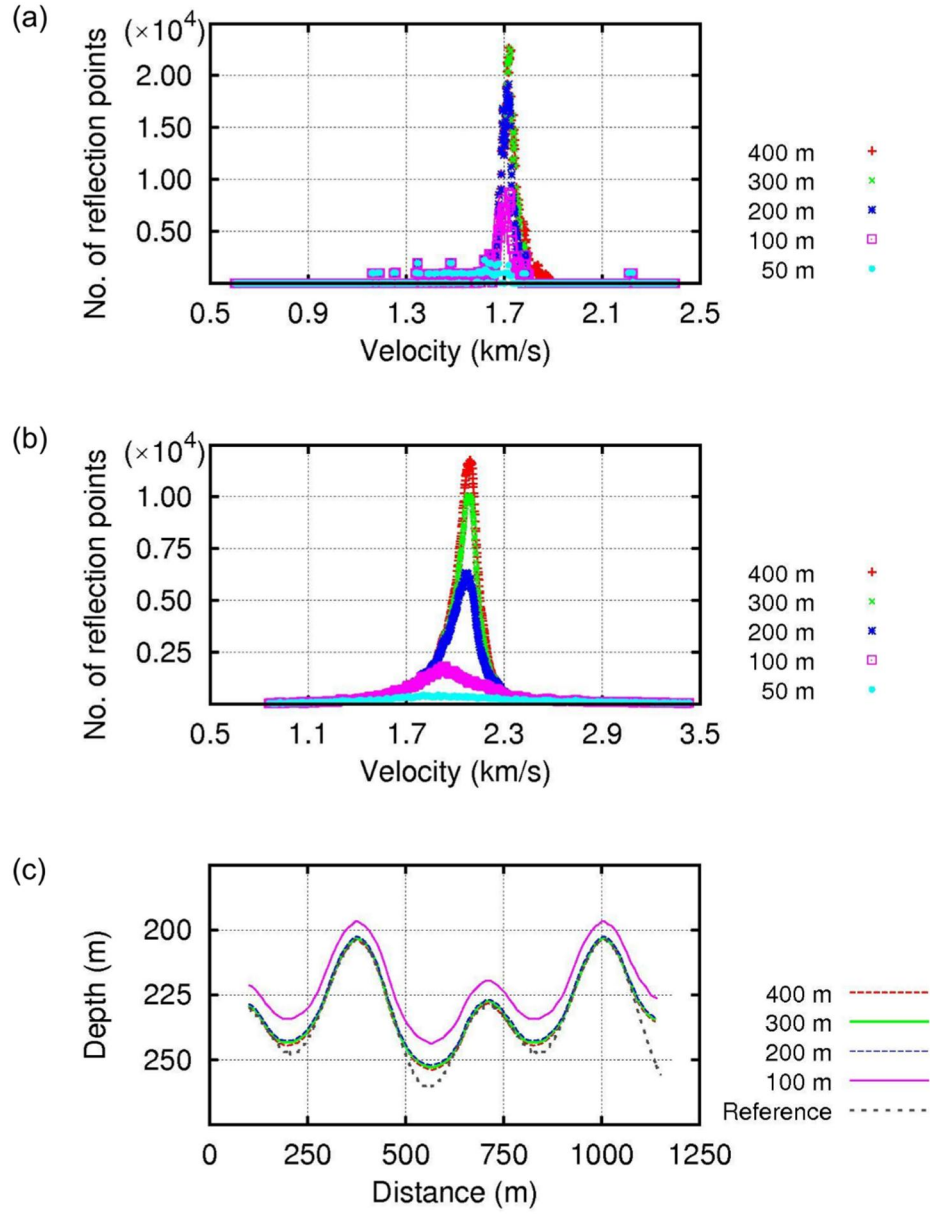 (a)
(×10⁴)
No. of reflection points
2.00
1.50
1.00
0.50
0.5 0.9 1.3 1.7 2.1 2.5
Velocity (km/s)
400 m
300 m
200 m
100 m
50 m
(b)
(×10⁴)
No. of reflection points
1.00
0.75
0.50
0.25
0.5 1.1 1.7 2.3 2.9 3.5
Velocity (km/s)
400 m
300 m
200 m
100 m
50 m
(c)
Depth (m)
200
225
250
0 250 500 750 1000 1250
Distance (m)
400 m
300 m
200 m
100 m
Reference